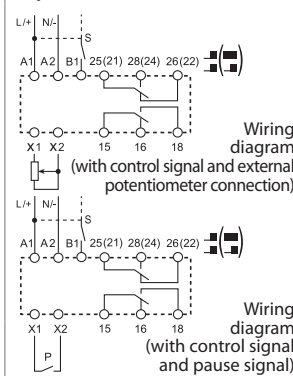 L/+ N/-
S
A1 A2 B1 25(21) 28(24) 26(22)
X1 X2 15 16 18
Wiring
diagram
(with control signal and external
potentiometer connection)
L/+ N/-
S
A1 A2 B1 25(21) 28(24) 26(22)
X1 X2 15 16 18
P
Wiring
diagram
(with control signal
and pause signal)